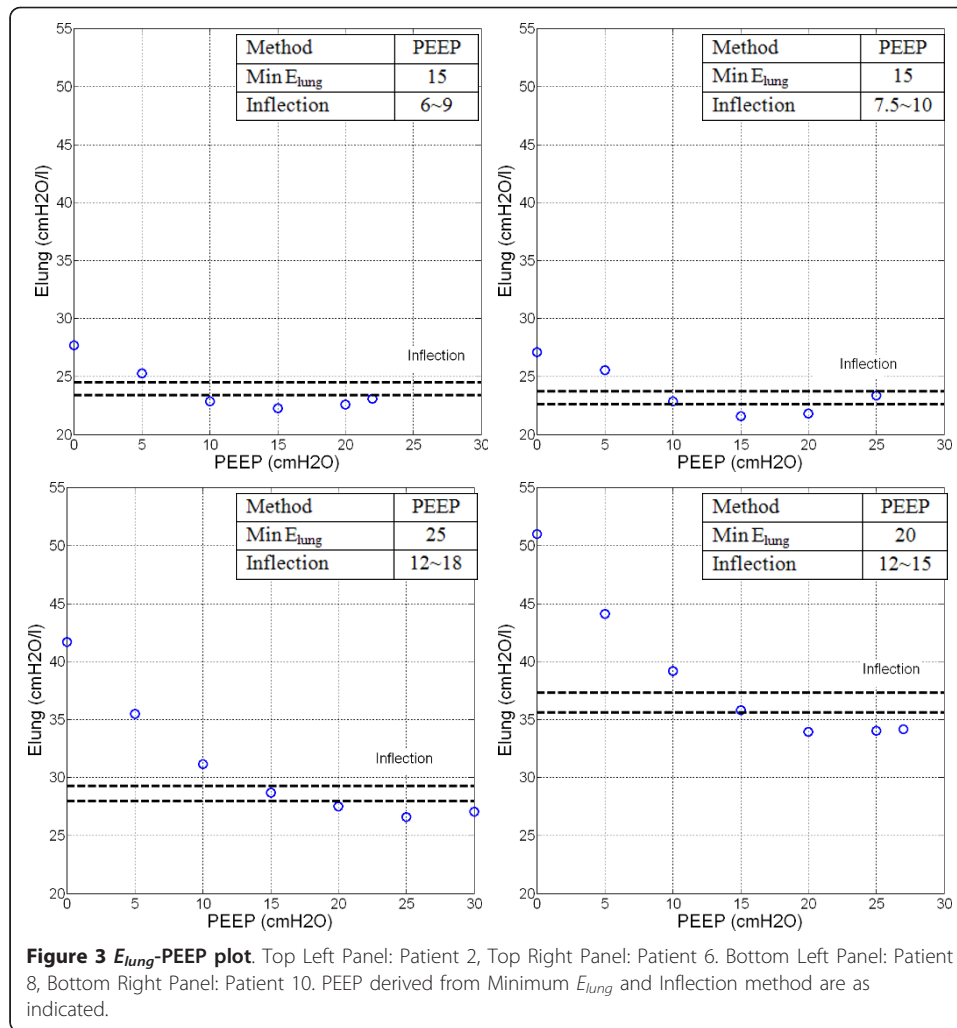 55
50
45
40
35
30
25
20
Elung (cmH2O/l)
Method PEEP
Min Elung 15
Inflection 6~9
Inflection
0 5 10 15 20 25 30
PEEP (cmH2O)
55
50
45
40
35
30
25
20
Elung (cmH2O/l)
Method PEEP
Min Elung 15
Inflection 7.5~10
Inflection
0 5 10 15 20 25 30
PEEP (cmH2O)
55
50
45
40
35
30
25
20
Elung (cmH2O/l)
Method PEEP
Min Elung 25
Inflection 12~18
Inflection
0 5 10 15 20 25 30
PEEP (cmH2O)
55
50
45
40
35
30
25
20
Elung (cmH2O/l)
Method PEEP
Min Elung 20
Inflection 12~15
Inflection
0 5 10 15 20 25 30
PEEP (cmH2O)
Figure 3 Elung-PEEP plot. Top Left Panel: Patient 2, Top Right Panel: Patient 6. Bottom Left Panel: Patient
8, Bottom Right Panel: Patient 10. PEEP derived from Minimum Elung and Inflection method are as
indicated.